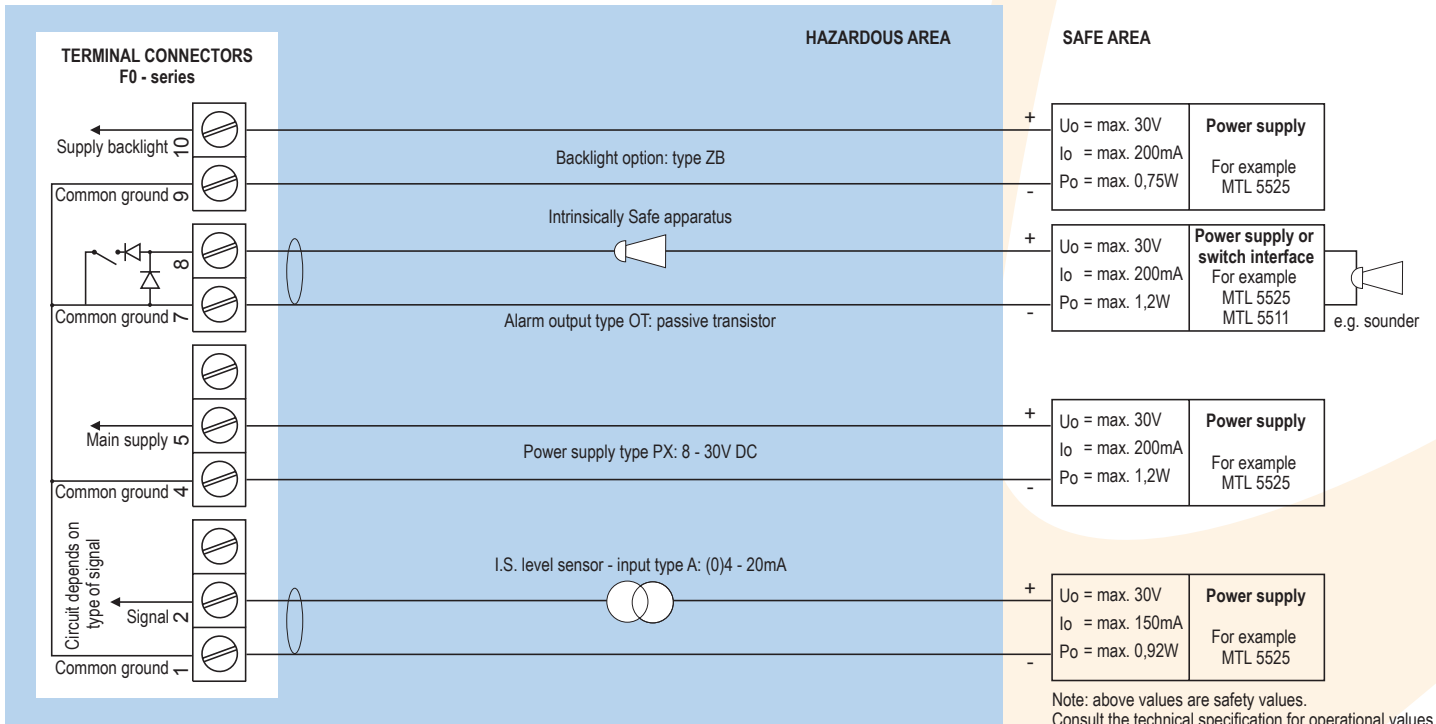 HAZARDOUS AREA
SAFE AREA
TERMINAL CONNECTORS
F0 - series
Supply backlight
10
Common ground
9
8
Common ground
7
Main supply
5
Common ground
4
Circuit depends on
type of signal
Signal
2
Common ground
1
Backlight option: type ZB
Intrinsically Safe apparatus
Alarm output type OT: passive transistor
Power supply type PX: 8 - 30V DC
I.S. level sensor - input type A: (0)4 - 20mA
+
-
Uo = max. 30V
Io = max. 200mA
Po = max. 0,75W
Power supply
For example
MTL 5525
+
-
Uo = max. 30V
Io = max. 200mA
Po = max. 1,2W
Power supply or
switch interface
For example
MTL 5525
MTL 5511
e.g. sounder
+
-
Uo = max. 30V
Io = max. 200mA
Po = max. 1,2W
Power supply
For example
MTL 5525
+
-
Uo = max. 30V
Io = max. 150mA
Po = max. 0,92W
Power supply
For example
MTL 5525
Note: above values are safety values.
Consult the technical specification for operational values